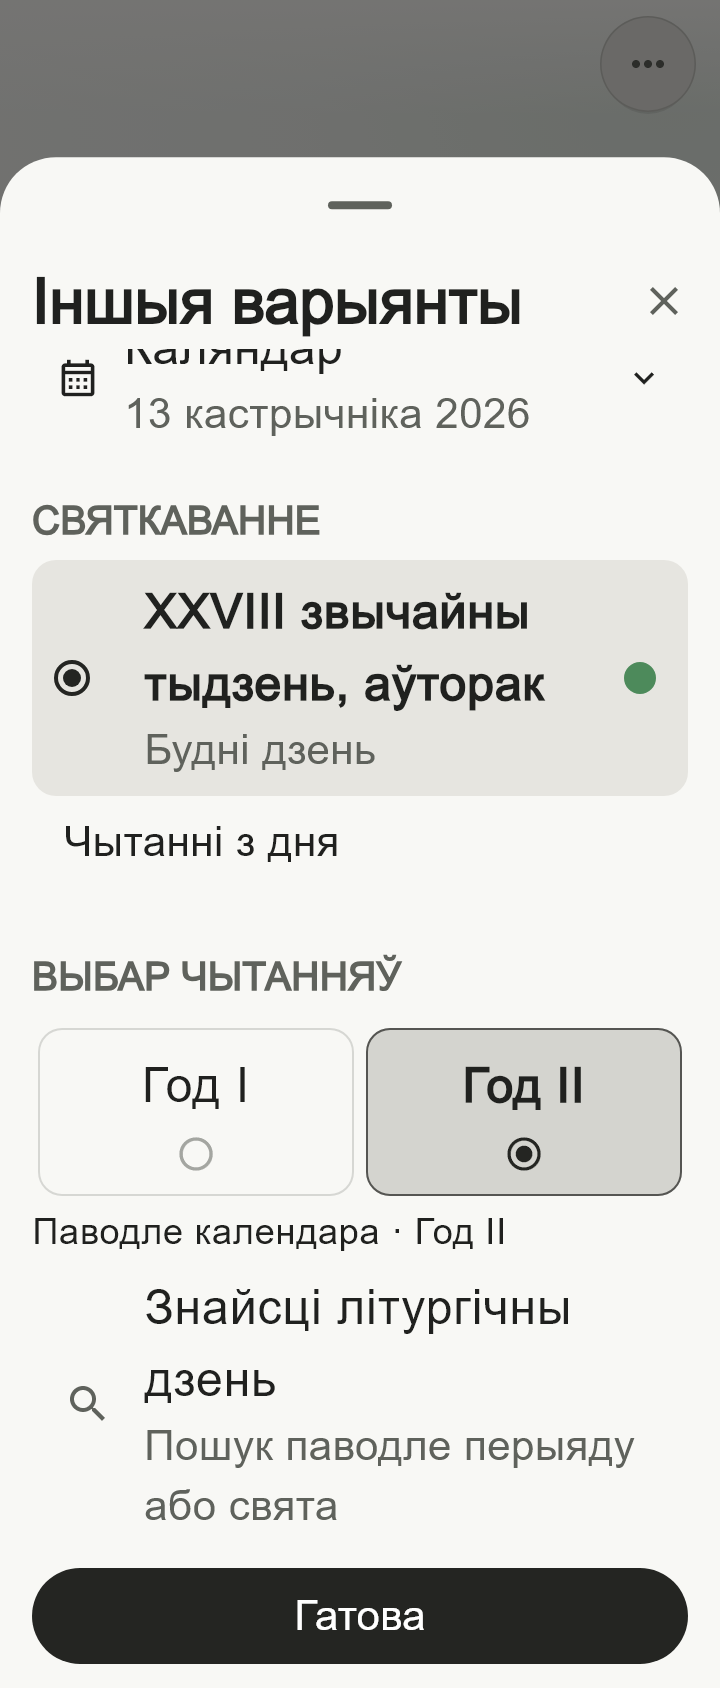 Іншыя варыянты
Каляндар
13 кастрычніка 2026
СВЯТКАВАННЕ
XXVIII звычайны
тыдзень, аўторак
Будні дзень
Чытанні з дня
ВЫБАР ЧЫТАННЯЎ
Год I
Год II
Паводле календара · Год II
Знайсці літургічны
дзень
Пошук паводле перыяду
або свята
Гатова